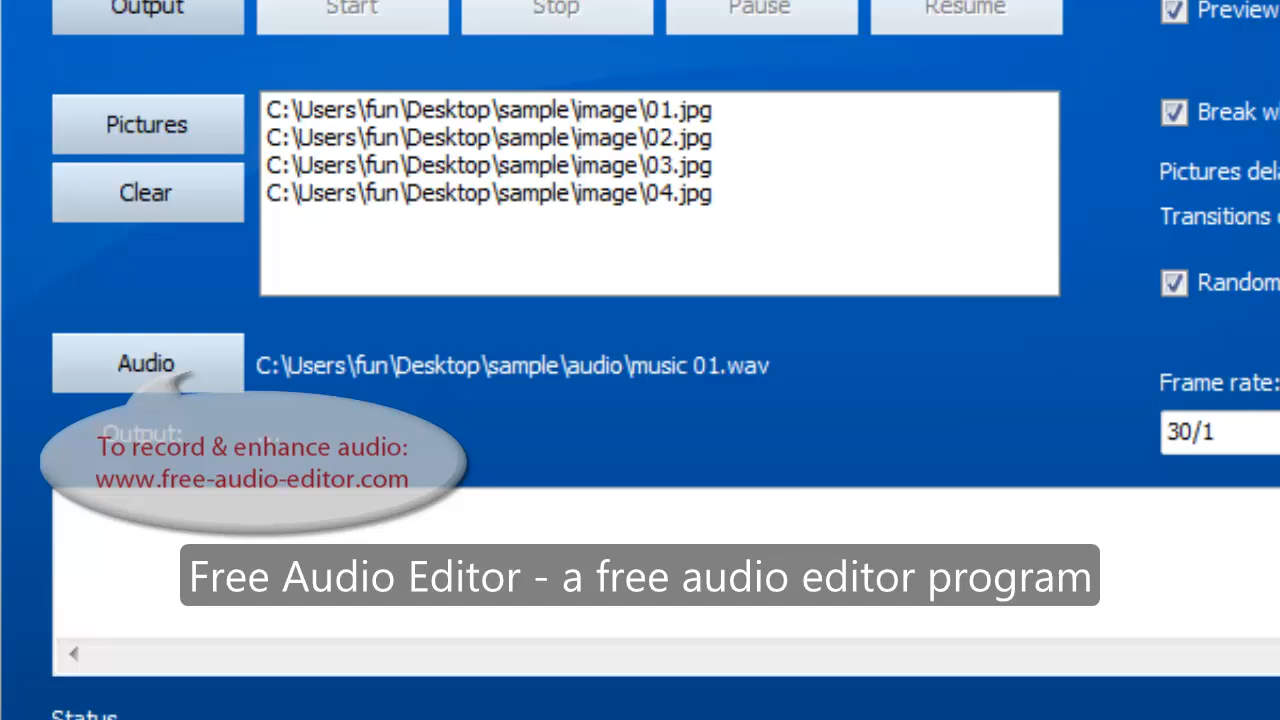 Output Start Stop Pause Resume Preview
Pictures
Clear
C:\Users\fun\Desktop\sample\image\01.jpg
C:\Users\fun\Desktop\sample\image\02.jpg
C:\Users\fun\Desktop\sample\image\03.jpg
C:\Users\fun\Desktop\sample\image\04.jpg
Break
Pictures
Transitions
Random
Audio C:\Users\fun\Desktop\sample\audio\music 01.wav
Frame rate:
30/1
Output:
To record & enhance audio:
www.free-audio-editor.com
Free Audio Editor - a free audio editor program
Status